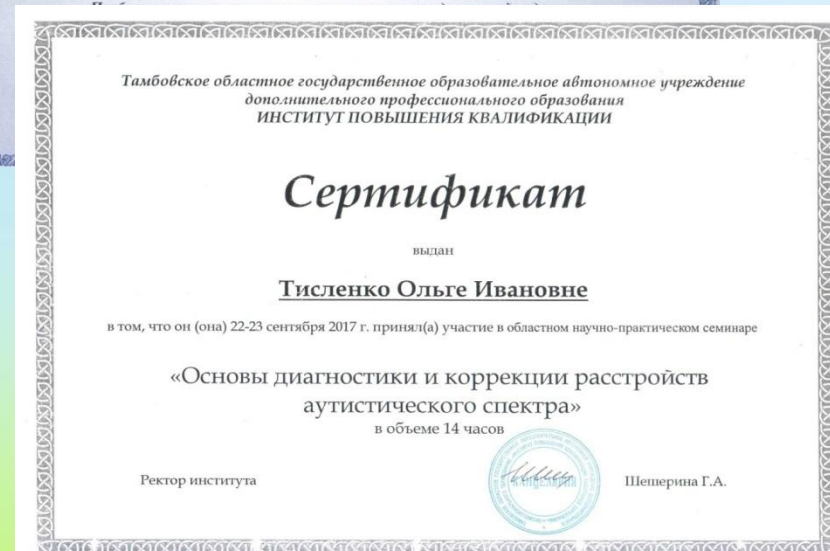 Тамбовское областное государственное образовательное автономное учреждение
дополнительного профессионального образования
ИНСТИТУТ ПОВЫШЕНИЯ КВАЛИФИКАЦИИ
Сертификат
выдан
Тисленко Ольге Ивановне
в том, что он (она) 22-23 сентября 2017 г. принял(а) участие в областном научно-практическом семинаре
«Основы диагностики и коррекции расстройств
аутистического спектра»
в объеме 14 часов
Ректор института
КАНЦЕЛЯРИЯ
Шешерина Г.А.